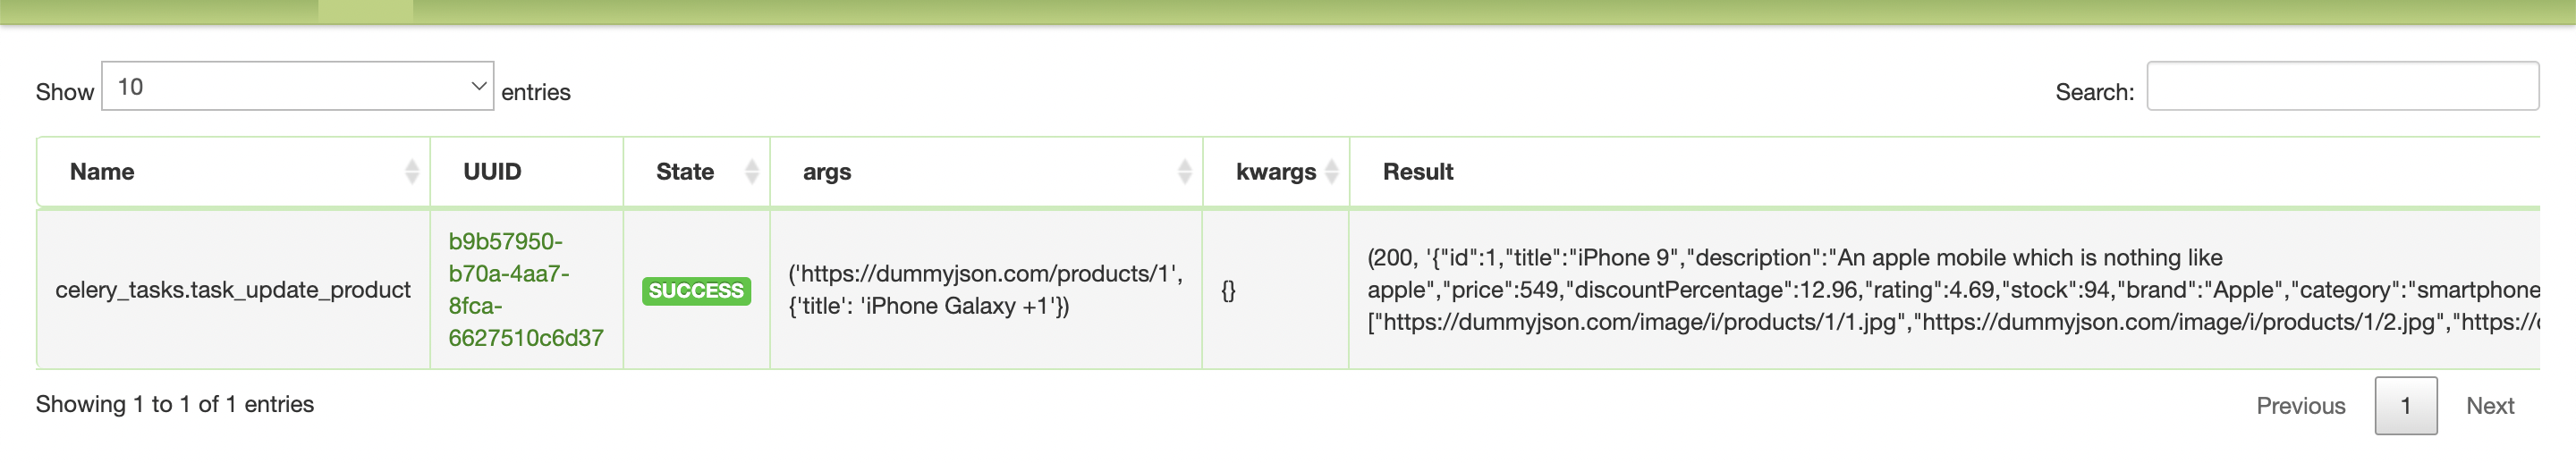 Show 10 entries
Search:
Name UUID State args kwargs Result
celery_tasks.task_update_product
b9b57950-
b70a-4aa7-
8fca-
6627510c6d37
SUCCESS
('https://dummyjson.com/products/1',
{'title': 'iPhone Galaxy +1'})
{}
(200, '{"id":1,"title":"iPhone 9","description":"An apple mobile which is nothing like
apple","price":549,"discountPercentage":12.96,"rating":4.69,"stock":94,"brand":"Apple","category":"smartphone
["https://dummyjson.com/image/i/products/1/1.jpg","https://dummyjson.com/image/i/products/1/2.jpg","https://
Showing 1 to 1 of 1 entries
Previous 1 Next